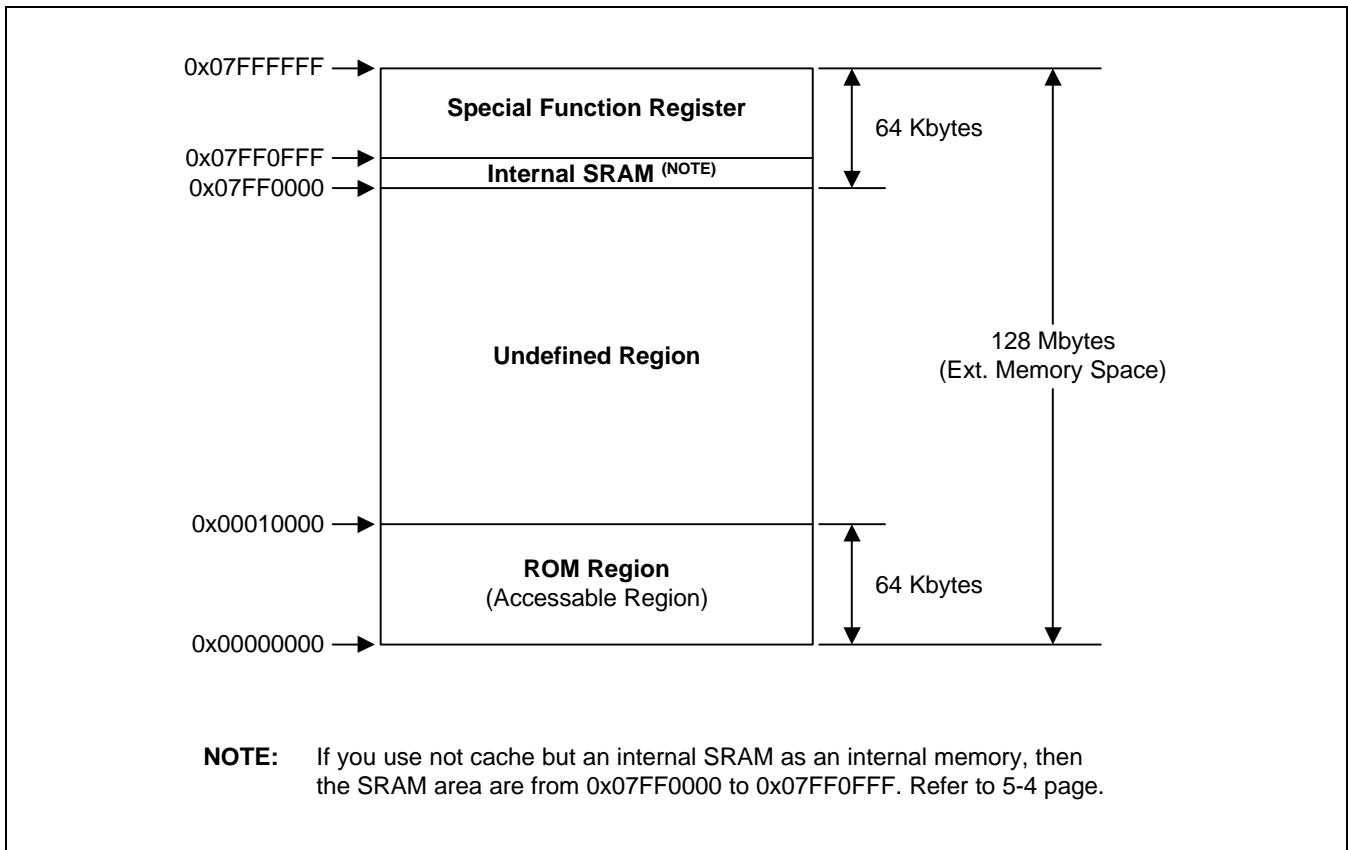 0x07FFFFFF
Special Function Register
64 Kbytes
0x07FF0FFF
Internal SRAM (NOTE)
0x07FF0000
Undefined Region
128 Mbytes
(Ext. Memory Space)
0x00010000
ROM Region
(Accessable Region)
64 Kbytes
0x00000000
NOTE: If you use not cache but an internal SRAM as an internal memory, then
the SRAM area are from 0x07FF0000 to 0x07FF0FFF. Refer to 5-4 page.